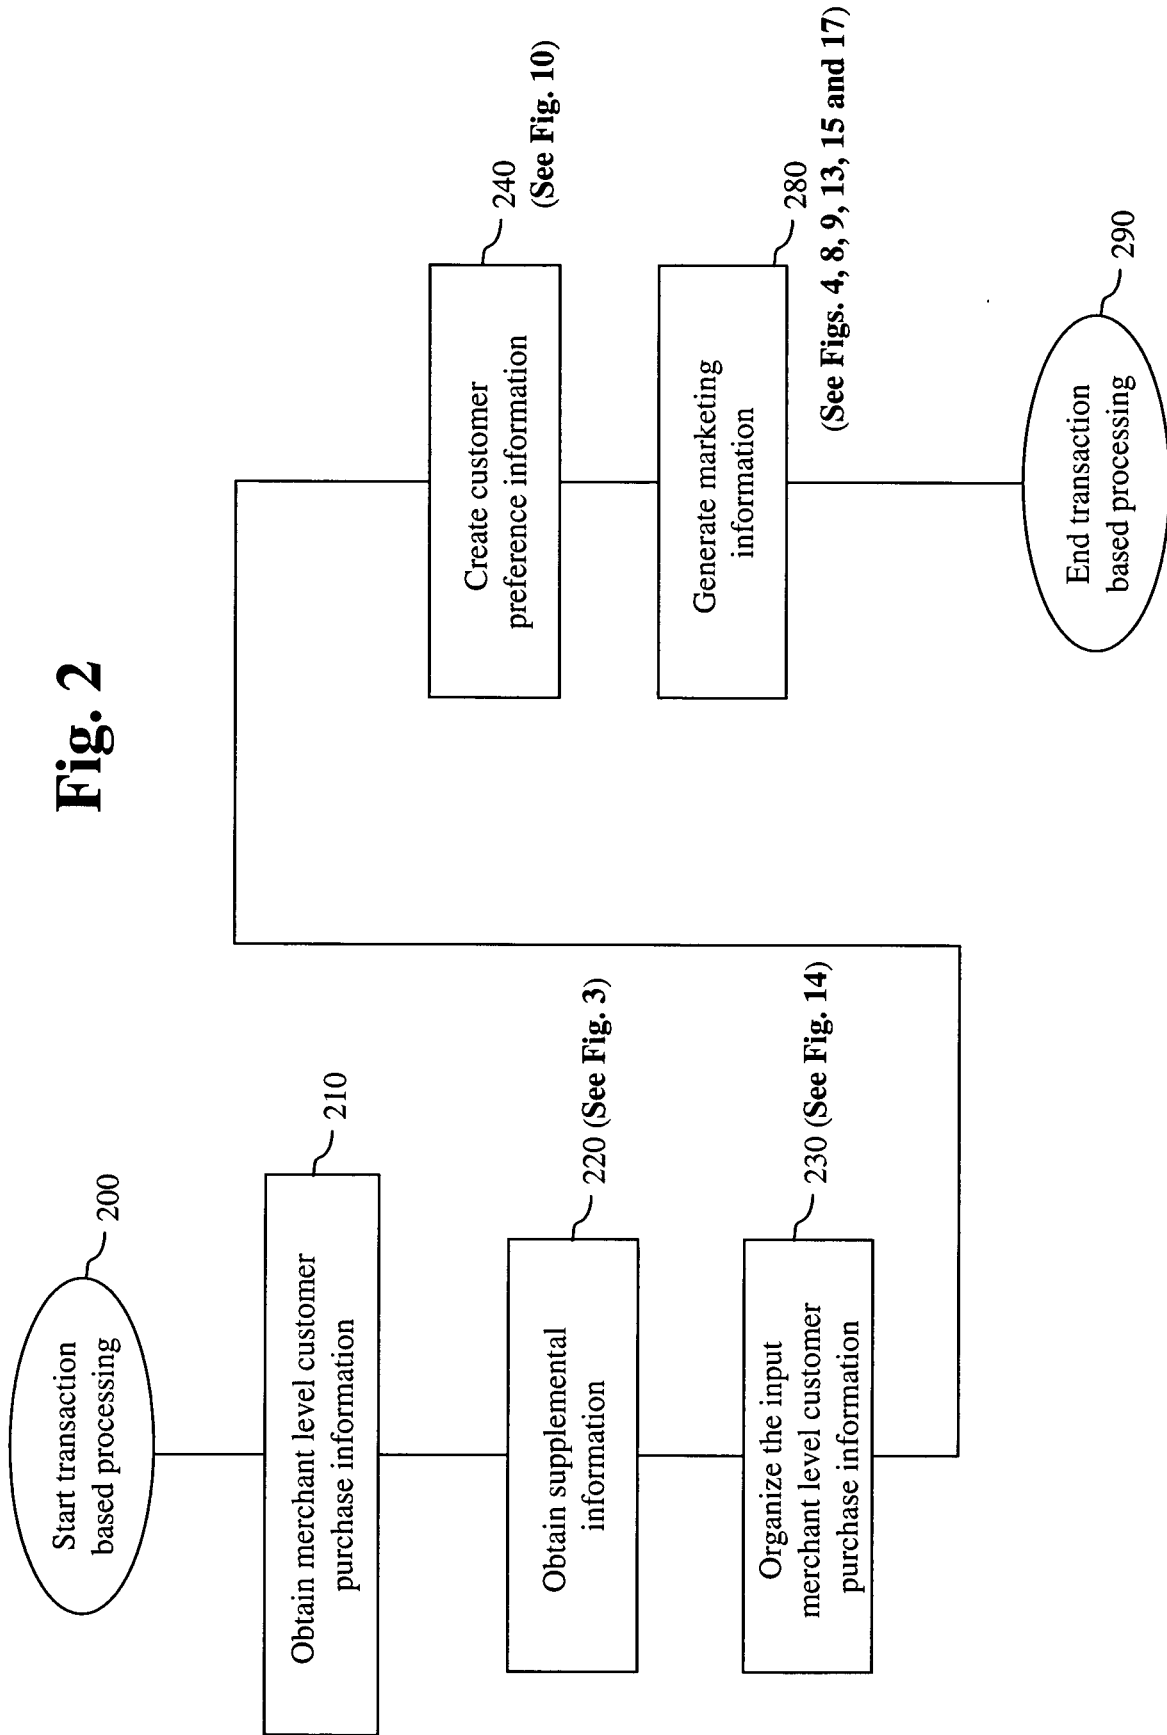 Fig. 2
Start transaction
based processing
200
Obtain merchant level customer
purchase information
210
Obtain supplemental
information
220 (See Fig. 3)
Organize the input
merchant level customer
purchase information
230 (See Fig. 14)
Create customer
preference information
240
(See Fig. 10)
Generate marketing
information
280
(See Figs. 4, 8, 9, 13, 15 and 17)
End transaction
based processing
290